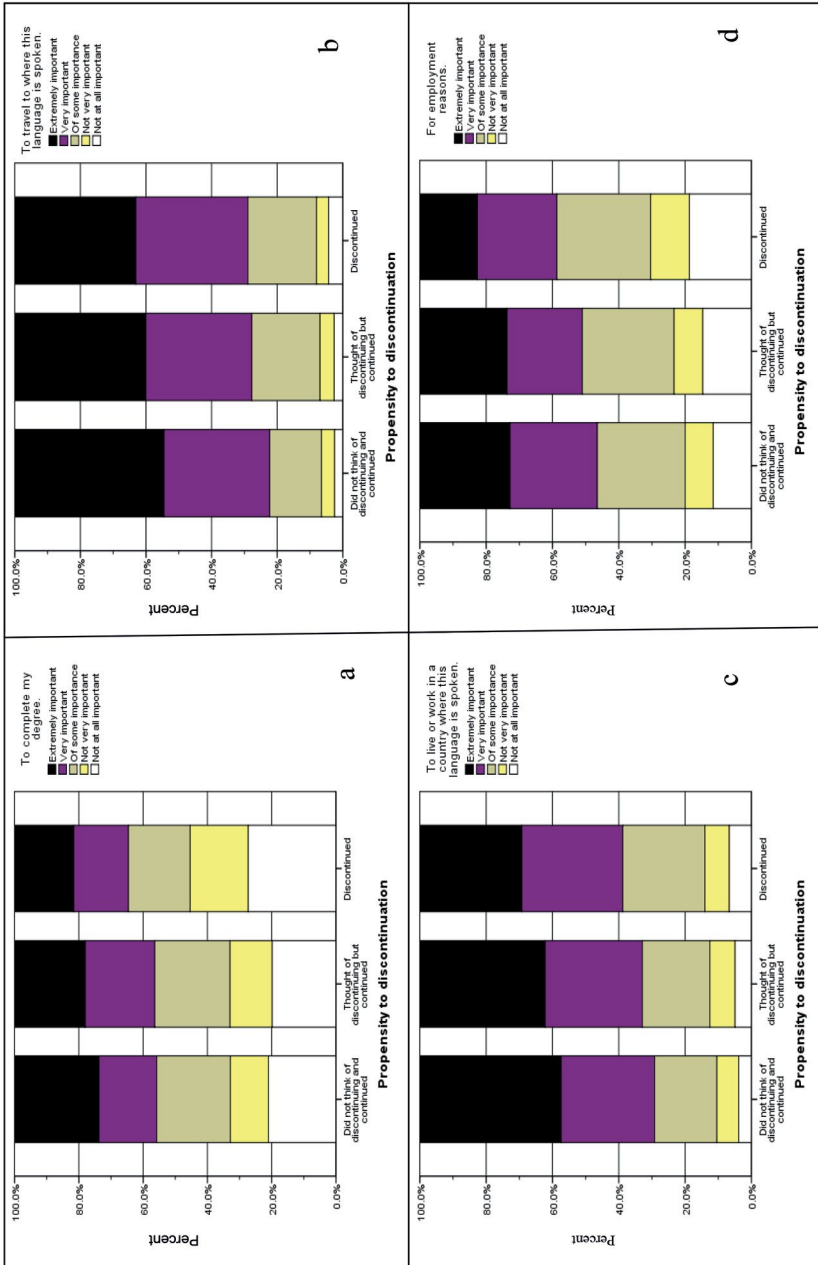 To complete my
degree.
Extremely important
Very important
Of some importance
Not very important
Not at all important
a
Percent
100.0%
80.0%
60.0%
40.0%
20.0%
0.0%
Did not think of
discontinuing and
continued
Thought of
discontinuing but
continued
Discontinued
Propensity to discontinuation
To travel to where this
language is spoken.
Extremely important
Very important
Of some importance
Not very important
Not at all important
b
Percent
100.0%
80.0%
60.0%
40.0%
20.0%
0.0%
Did not think of
discontinuing and
continued
Thought of
discontinuing but
continued
Discontinued
Propensity to discontinuation
To live or work in a
country where this
language is spoken.
Extremely important
Very important
Of some importance
Not very important
Not at all important
c
Percent
100.0%
80.0%
60.0%
40.0%
20.0%
0.0%
Did not think of
discontinuing and
continued
Thought of
discontinuing but
continued
Discontinued
Propensity to discontinuation
For employment
reasons.
Extremely important
Very important
Of some importance
Not very important
Not at all important
d
Percent
100.0%
80.0%
60.0%
40.0%
20.0%
0.0%
Did not think of
discontinuing and
continued
Thought of
discontinuing but
continued
Discontinued
Propensity to discontinuation